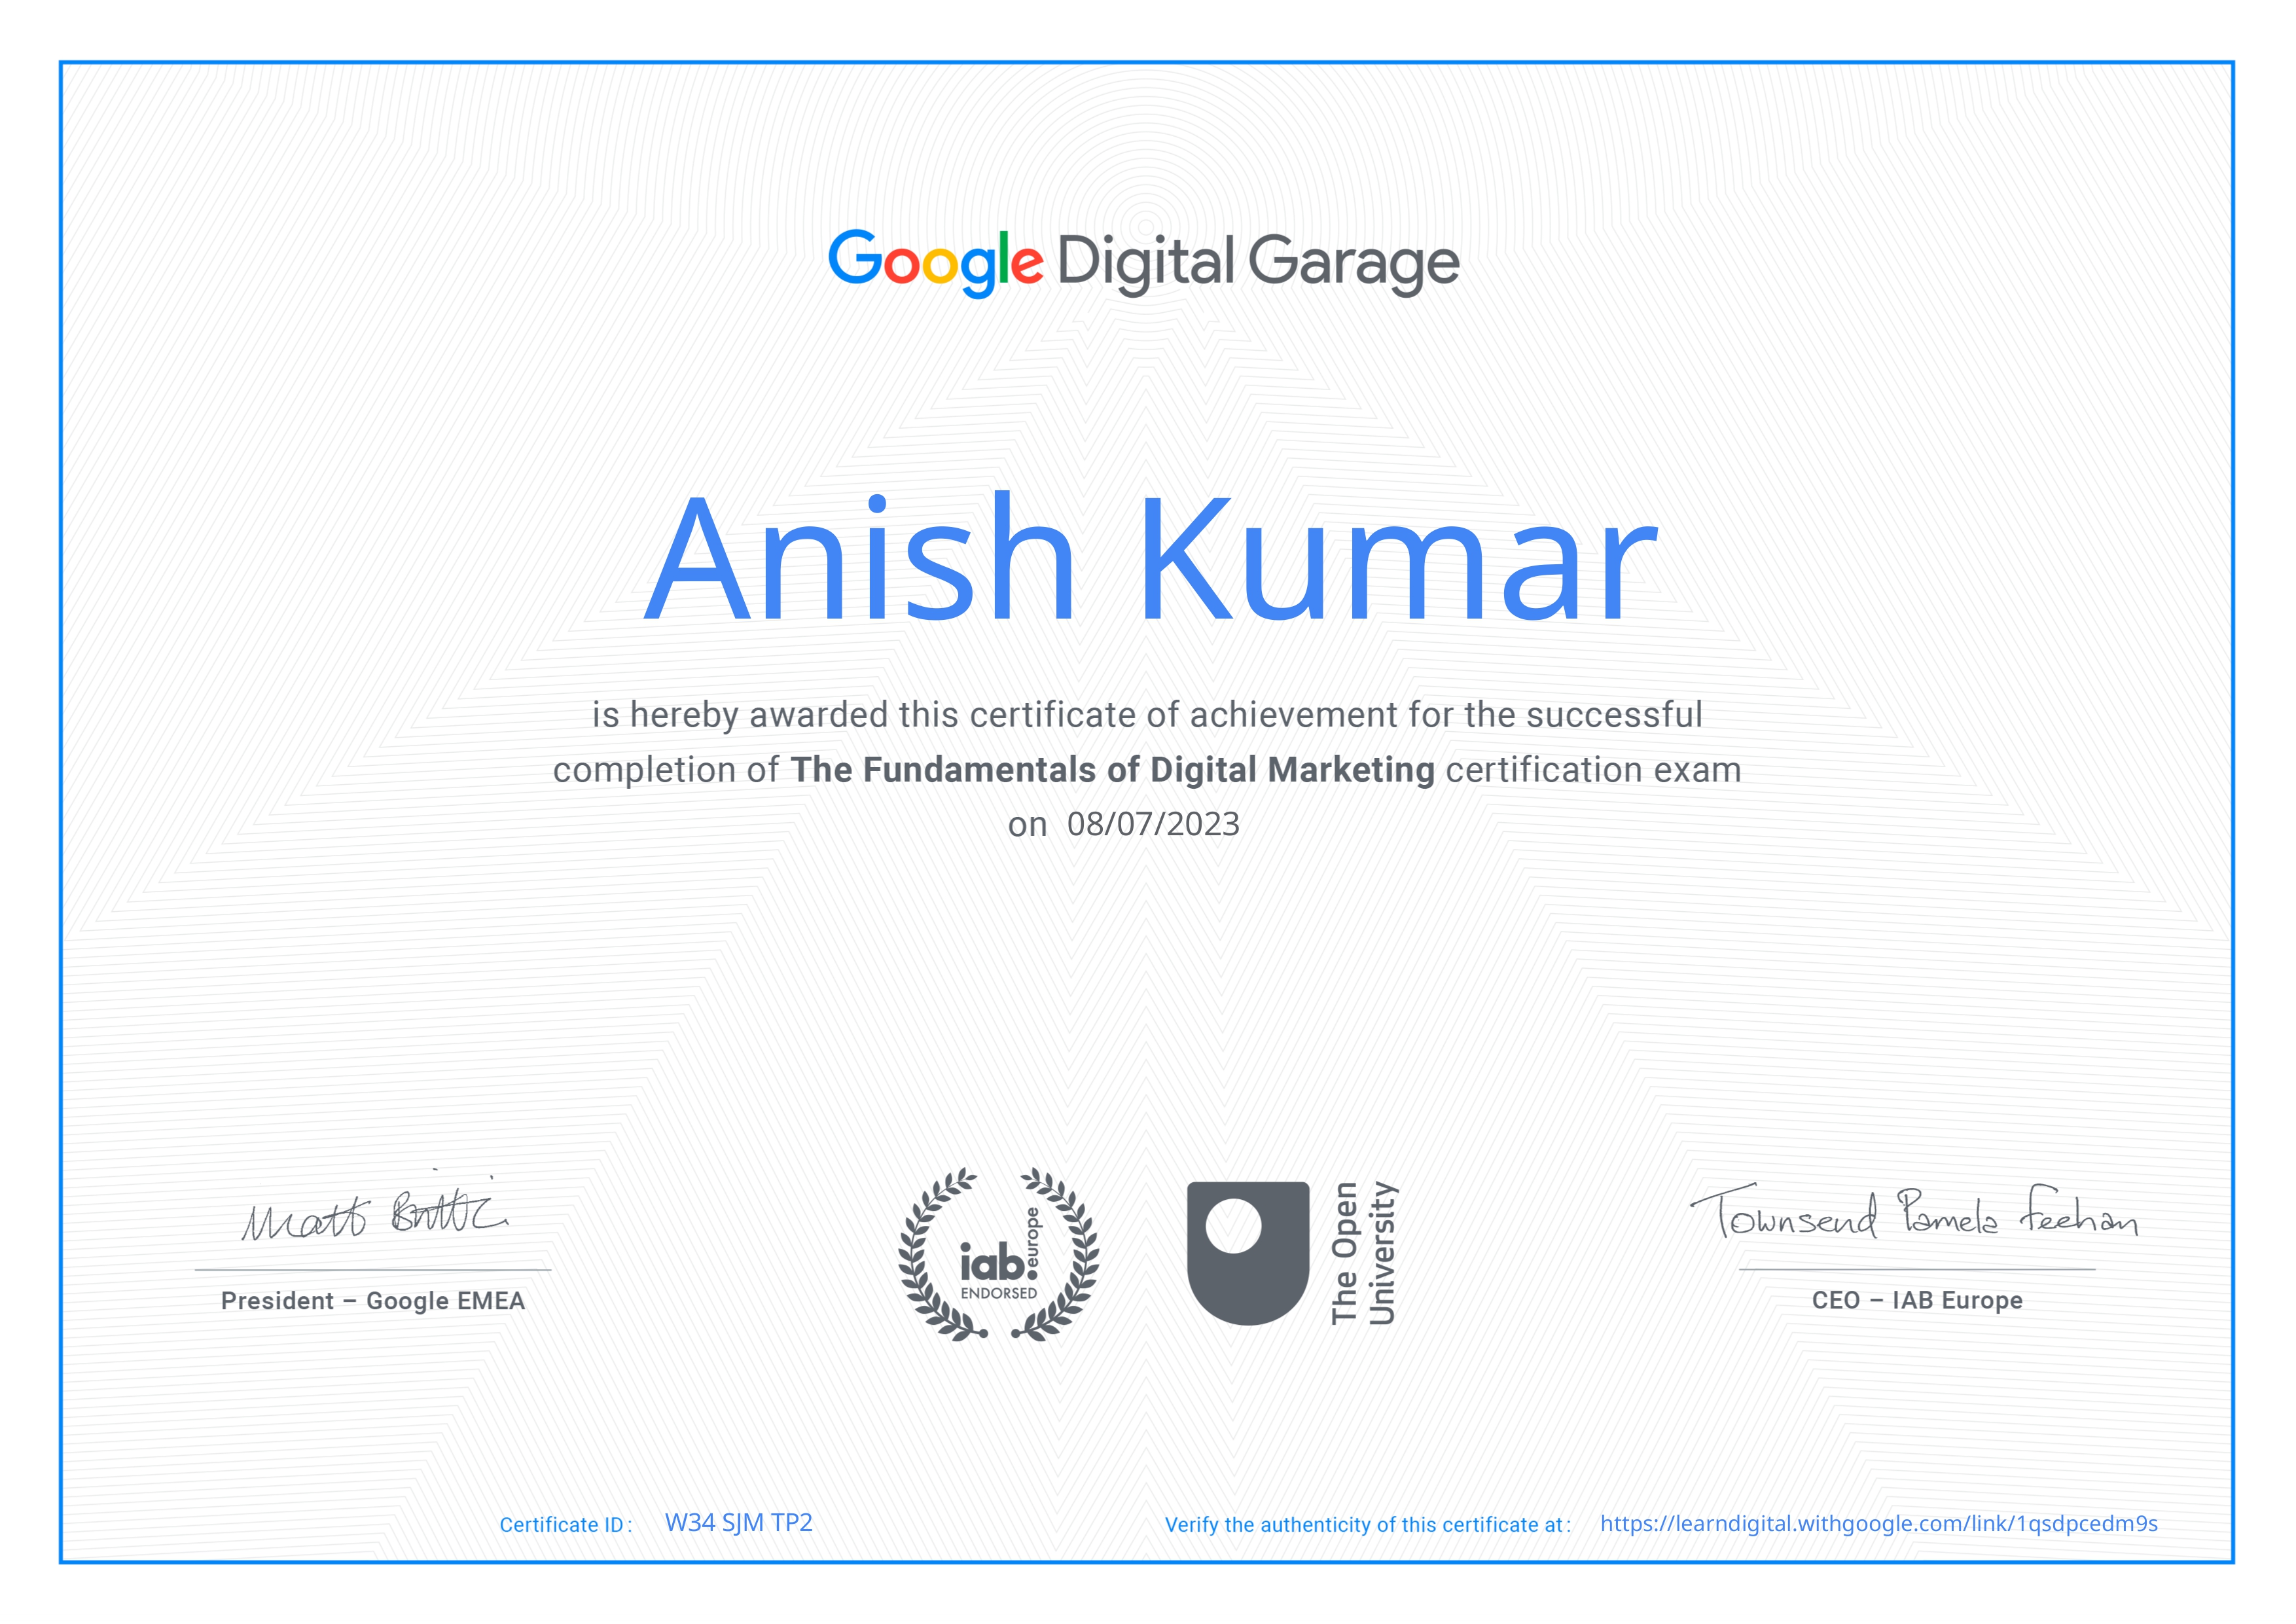 Google Digital Garage
Anish Kumar
is hereby awarded this certificate of achievement for the successful
completion of The Fundamentals of Digital Marketing certification exam
on 08/07/2023
Matt Brittin
President – Google EMEA
iab.europe
ENDORSED
The Open
University
Townsend Pamela Feehan
CEO – IAB Europe
Certificate ID: W34 SJM TP2
Verify the authenticity of this certificate at: https://learndigital.withgoogle.com/link/1qsdpcedm9s